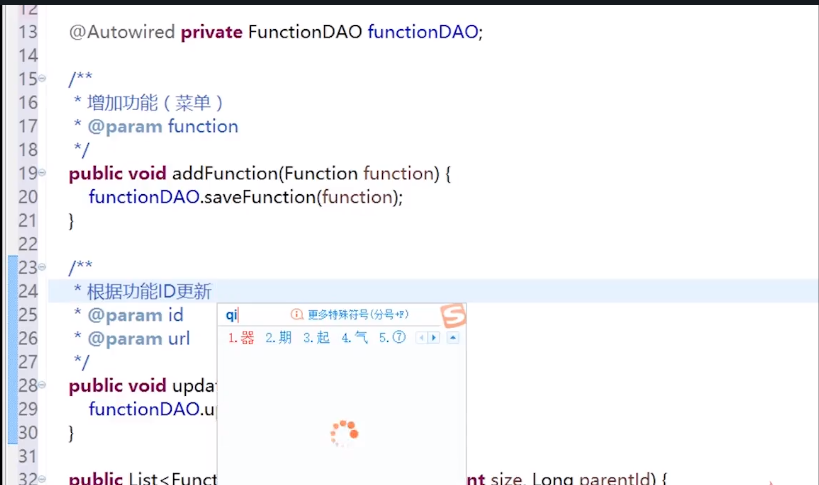 12
13 @Autowired private FunctionDAO functionDAO;
14
15 /**
16 * 增加功能（菜单）
17 * @param function
18 */
19 public void addFunction(Function function) {
20 functionDAO.saveFunction(function);
21 }
22
23 /**
24 * 根据功能ID更新
25 * @param id
qi 更多特殊符号(分号+F)
26 * @param url
1.器 2.期 3.起 4.气 5.⑦
27 */
28 public void updat
29 functionDAO.up
30 }
31
32 public List<Funct nt size, Long parentId) {